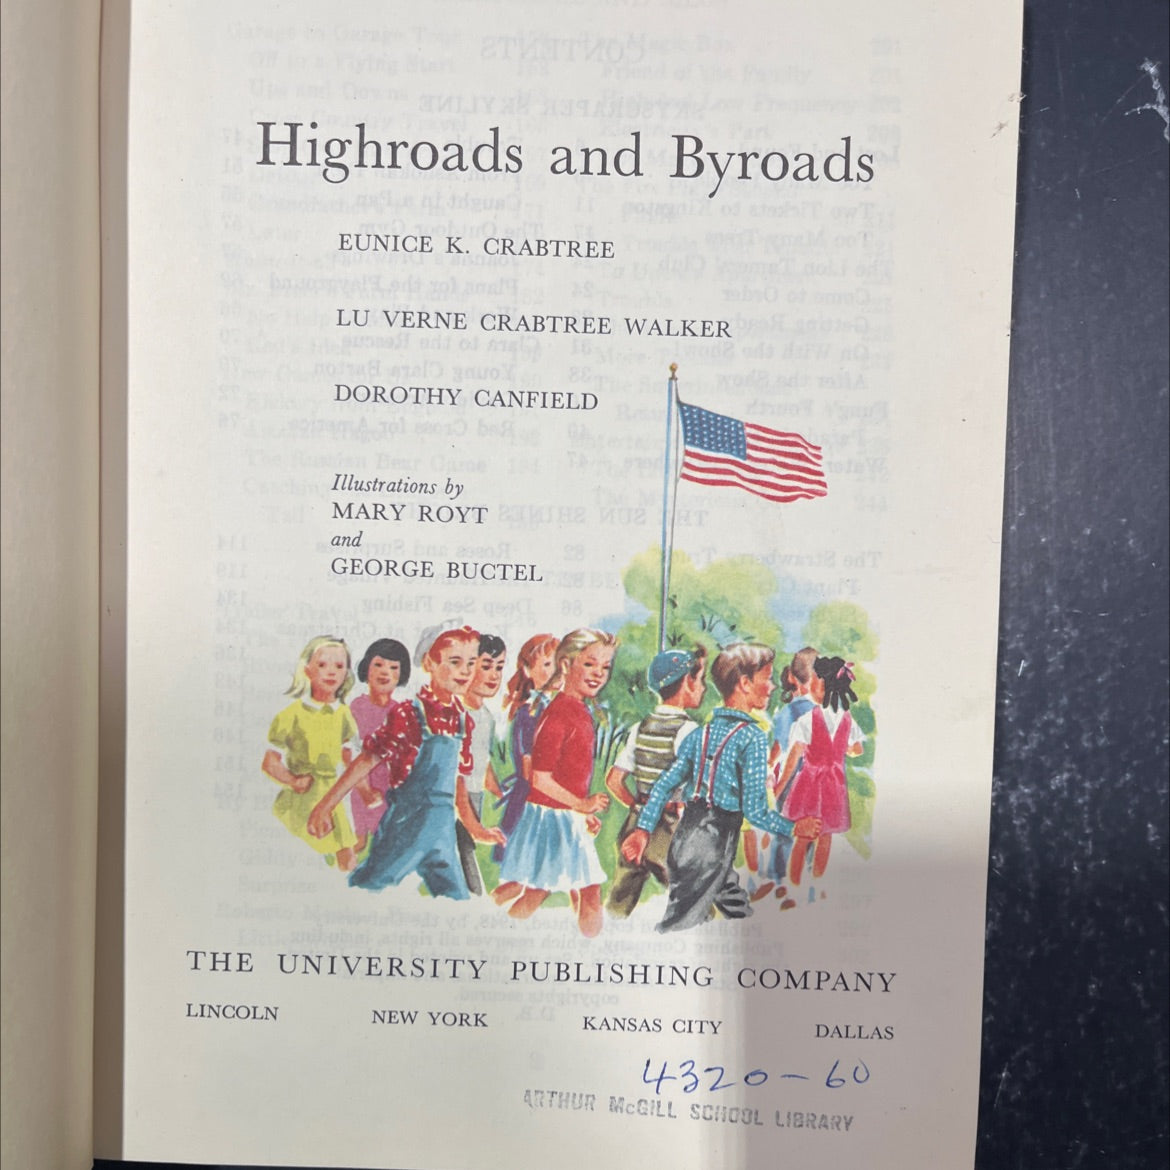 Highroads and Byroads
EUNICE K. CRABTREE
LU VERNE CRABTREE WALKER
DOROTHY CANFIELD
Illustrations by
MARY ROYT
and
GEORGE BUCTEL
THE UNIVERSITY PUBLISHING COMPANY
LINCOLN NEW YORK KANSAS CITY DALLAS
4320-60
ARTHUR McGILL SCHOOL LIBRARY